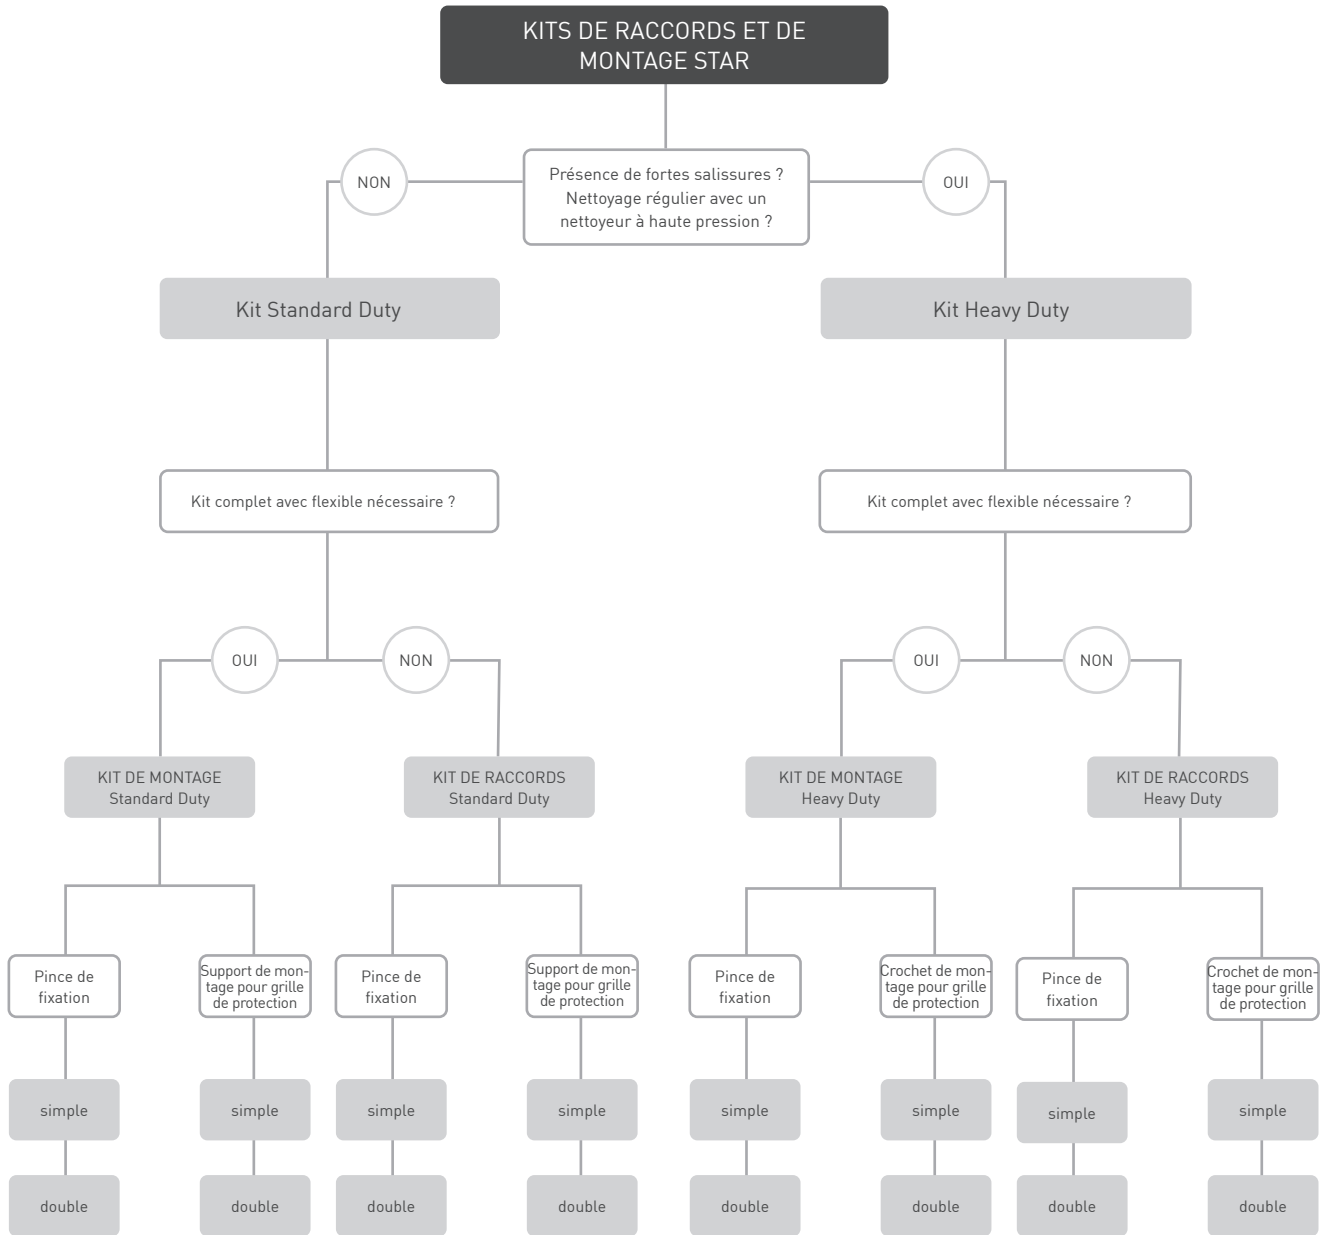 KITS DE RACCORDS ET DE
MONTAGE STAR
NON
Présence de fortes salissures ?
Nettoyage régulier avec un
nettoyeur à haute pression ?
OUI
Kit Standard Duty
Kit Heavy Duty
Kit complet avec flexible nécessaire ?
Kit complet avec flexible nécessaire ?
OUI
NON
OUI
NON
KIT DE MONTAGE
Standard Duty
KIT DE RACCORDS
Standard Duty
KIT DE MONTAGE
Heavy Duty
KIT DE RACCORDS
Heavy Duty
Pince de
fixation
Support de mon-
tage pour grille
de protection
Pince de
fixation
Support de mon-
tage pour grille
de protection
Pince de
fixation
Crochet de mon-
tage pour grille
de protection
Pince de
fixation
Crochet de mon-
tage pour grille
de protection
simple
simple
simple
simple
simple
simple
simple
simple
double
double
double
double
double
double
double
double